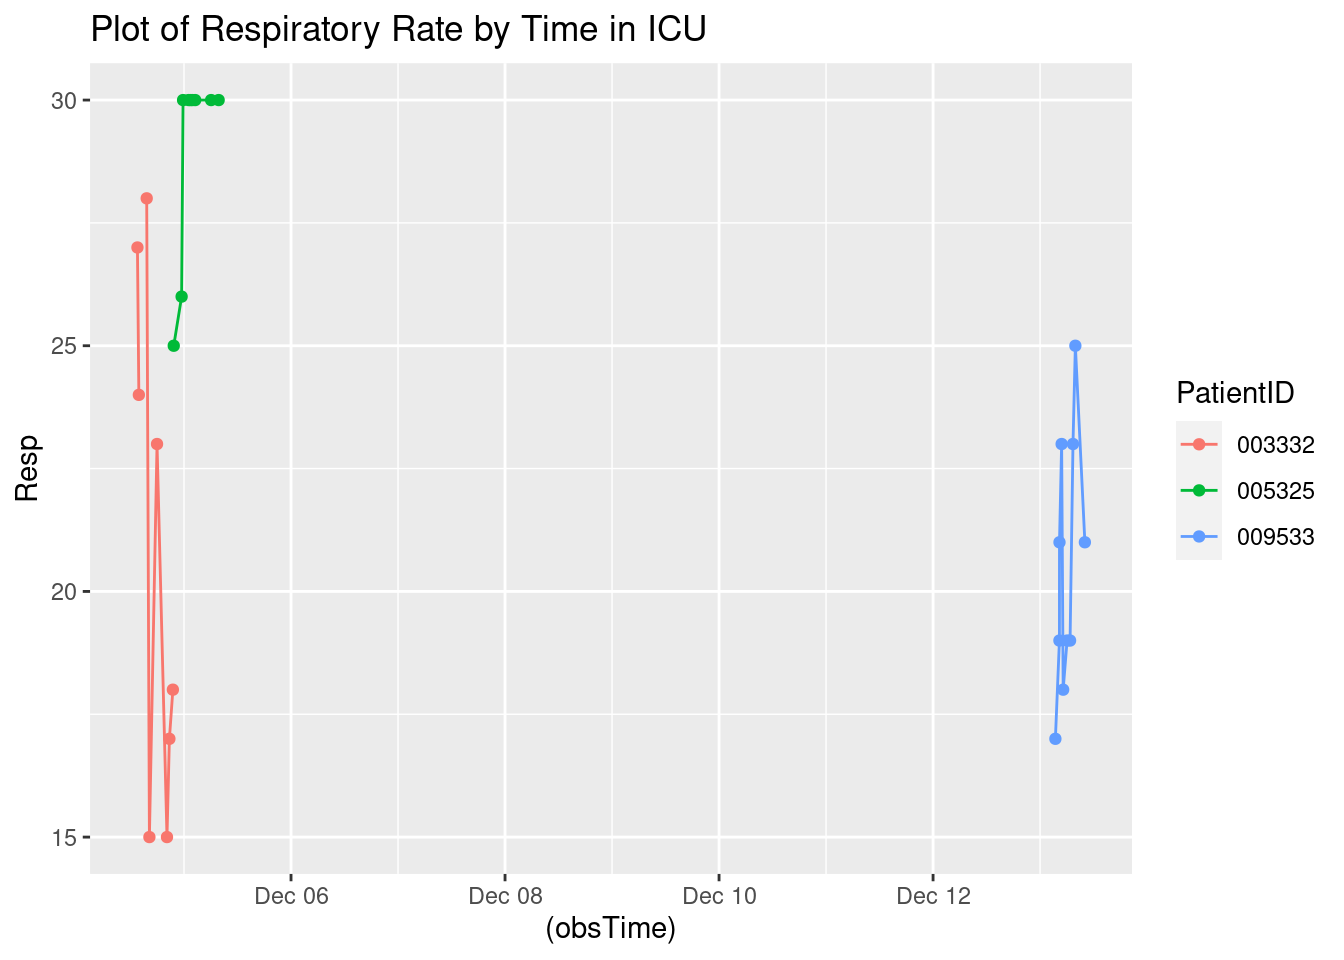 Plot of Respiratory Rate by Time in ICU
30
25
20
15
Resp
Dec 06
Dec 08
Dec 10
Dec 12
(obsTime)
PatientID
003332
005325
009533